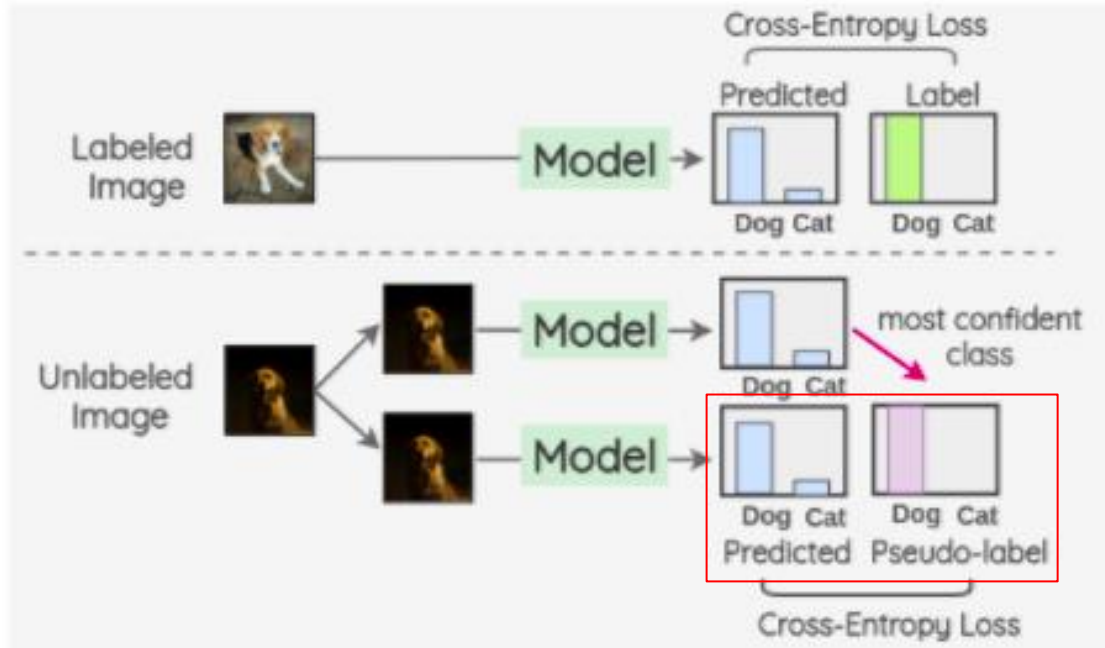 Cross-Entropy Loss
Predicted
Label
Labeled
Image
Model
Dog Cat
Dog Cat
Model
most confident
class
Dog Cat
Unlabeled
Image
Model
Dog Cat
Dog Cat
Predicted
Pseudo-label
Cross-Entropy Loss